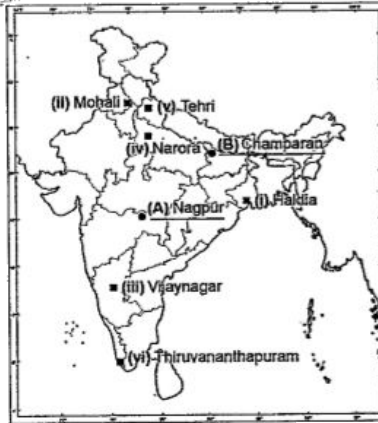 (ii) Mohali
(v) Tehri
(iv) Narora
(B) Champaran
(A) Nagpur
(i) Haldia
(iii) Vijaynagar
(vi) Thiruvananthapuram